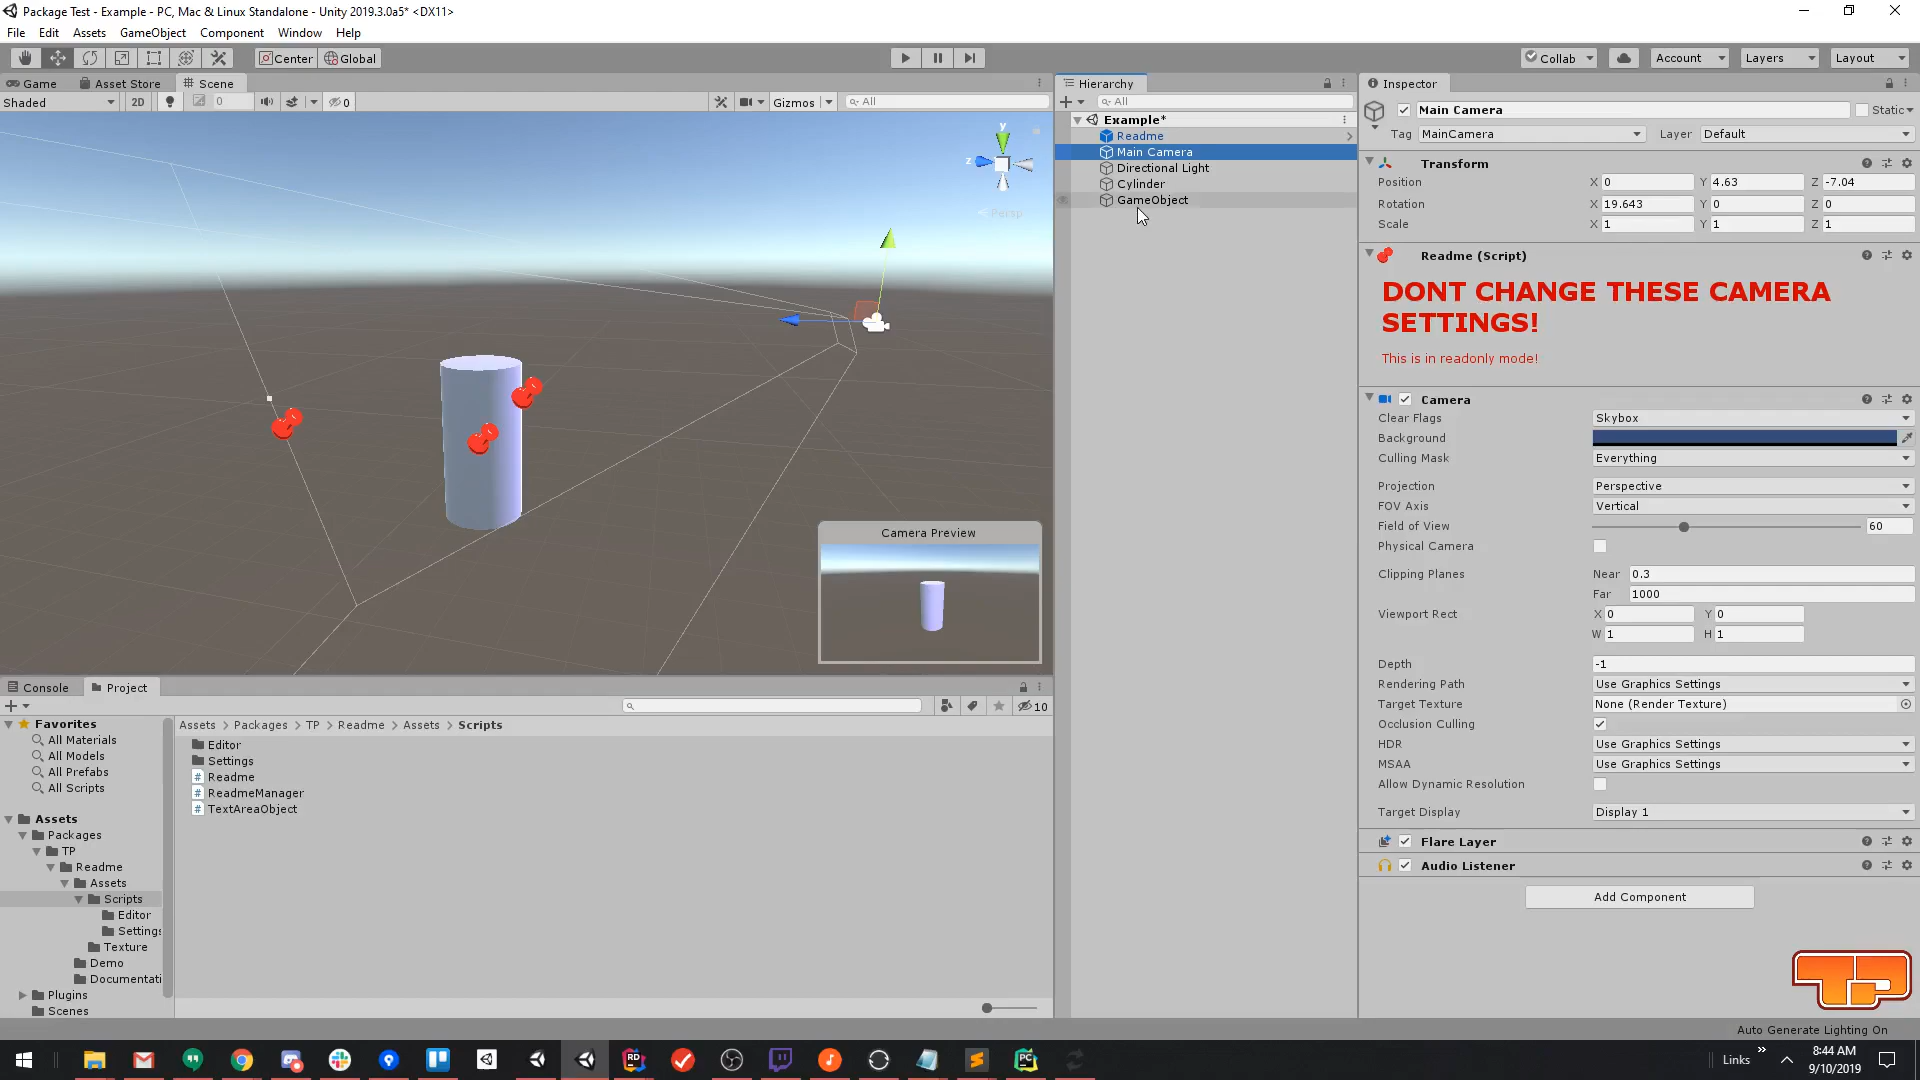 Package Test - Example - PC, Mac & Linux Standalone - Unity 2019.3.0a5* <DX11>
File Edit Assets GameObject Component Window Help
Center Global Collab Account Layers Layout
Game Asset Store Scene
Shaded 2D 0 0 Gizmos All
y
z
Persp
Camera Preview
Hierarchy
All
Example*
Readme
Main Camera
Directional Light
Cylinder
GameObject
Inspector
Main Camera Static
Tag MainCamera Layer Default
Transform
Position X 0 Y 4.63 Z -7.04
Rotation X 19.643 Y 0 Z 0
Scale X 1 Y 1 Z 1
Readme (Script)
DONT CHANGE THESE CAMERA
SETTINGS!
This is in readonly mode!
Camera
Clear Flags Skybox
Background
Culling Mask Everything
Projection Perspective
FOV Axis Vertical
Field of View 60
Physical Camera
Clipping Planes Near 0.3
Far 1000
Viewport Rect X 0 Y 0
W 1 H 1
Depth -1
Rendering Path Use Graphics Settings
Target Texture None (Render Texture)
Occlusion Culling
HDR Use Graphics Settings
MSAA Use Graphics Settings
Allow Dynamic Resolution
Target Display Display 1
Flare Layer
Audio Listener
Add Component
TP
Auto Generate Lighting On
Console Project
10
Favorites
All Materials
All Models
All Prefabs
All Scripts
Assets
Packages
TP
Readme
Assets
Scripts
Editor
Settings
Texture
Demo
Documentati
Plugins
Scenes
Assets > Packages > TP > Readme > Assets > Scripts
Editor
Settings
Readme
ReadmeManager
TextAreaObject
RD
PC
Links
8:44 AM
9/10/2019